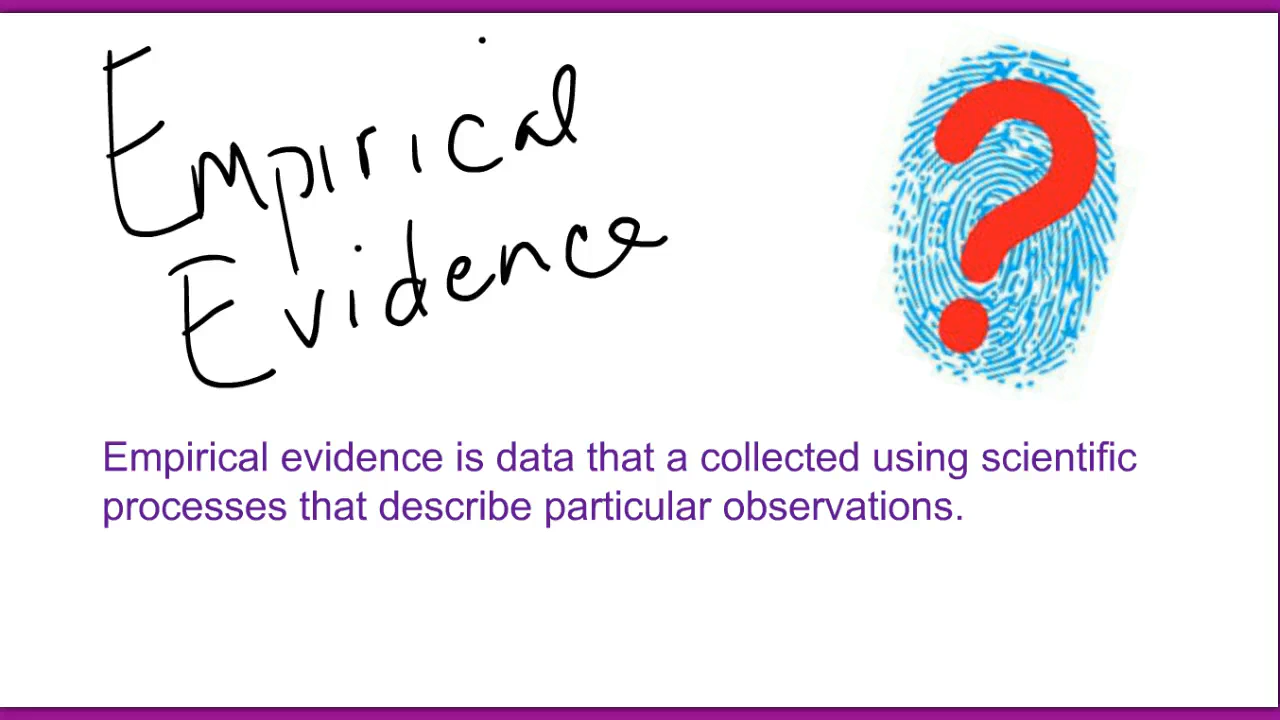 Empirical
Evidence
Empirical evidence is data that a collected using scientific
processes that describe particular observations.